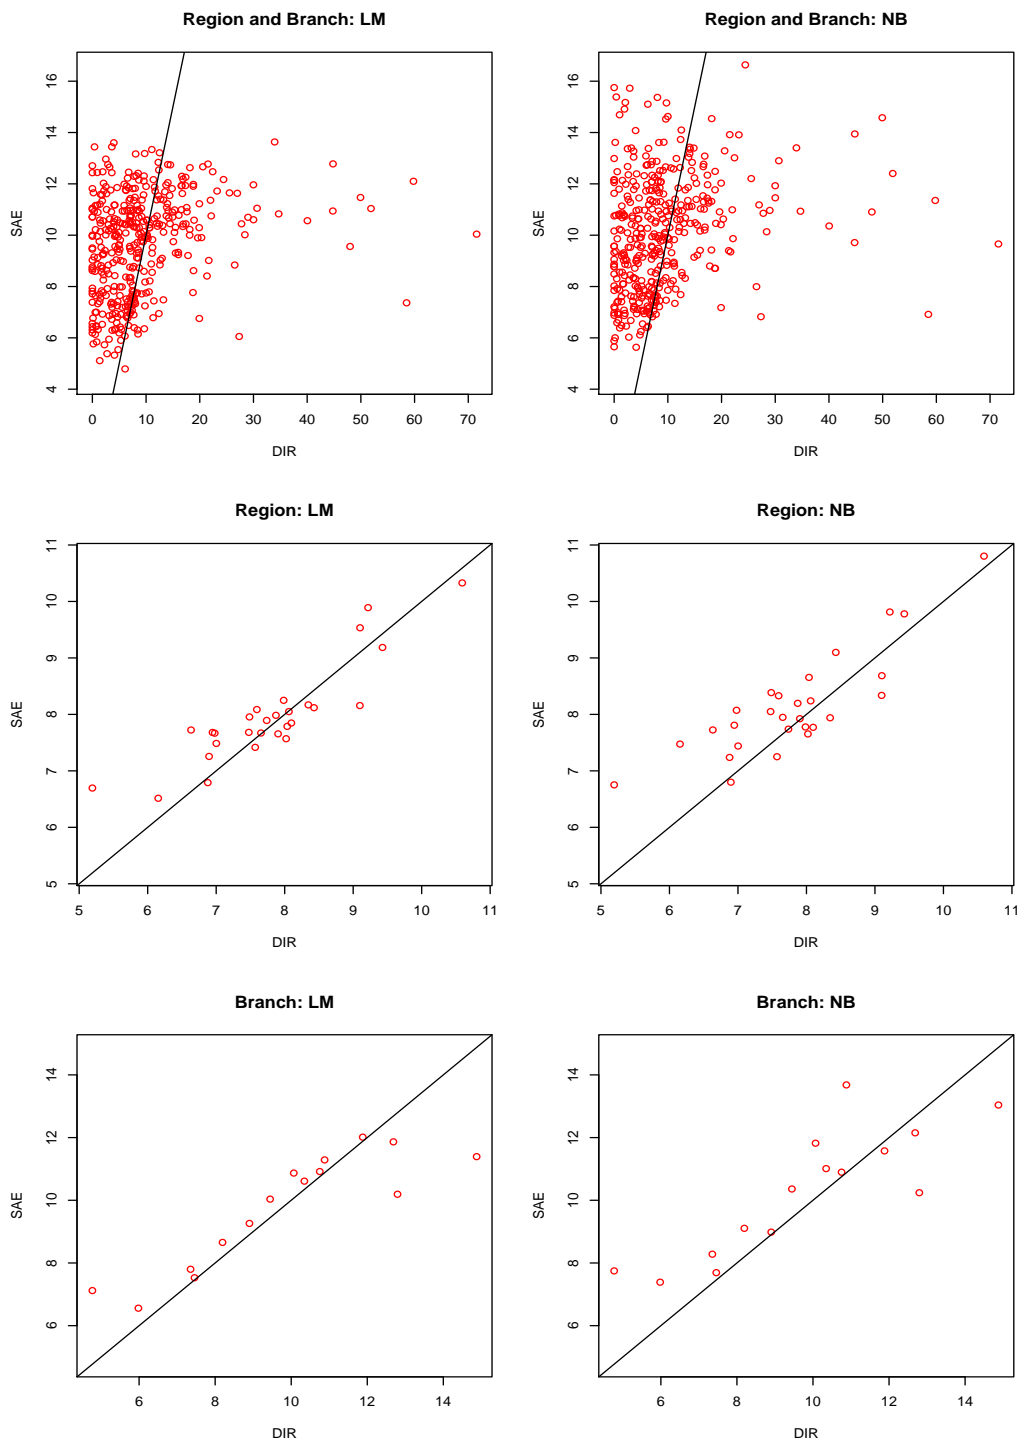 Region and Branch: LM
16
14
12
10
8
6
4
SAE
0 10 20 30 40 50 60 70
DIR
Region and Branch: NB
16
14
12
10
8
6
4
SAE
0 10 20 30 40 50 60 70
DIR
Region: LM
11
10
9
8
7
6
5
SAE
5 6 7 8 9 10 11
DIR
Region: NB
11
10
9
8
7
6
5
SAE
5 6 7 8 9 10 11
DIR
Branch: LM
14
12
10
8
6
SAE
6 8 10 12 14
DIR
Branch: NB
14
12
10
8
6
SAE
6 8 10 12 14
DIR